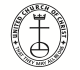 • UNITED CHURCH OF CHRIST •
THAT THEY MAY ALL BE ONE